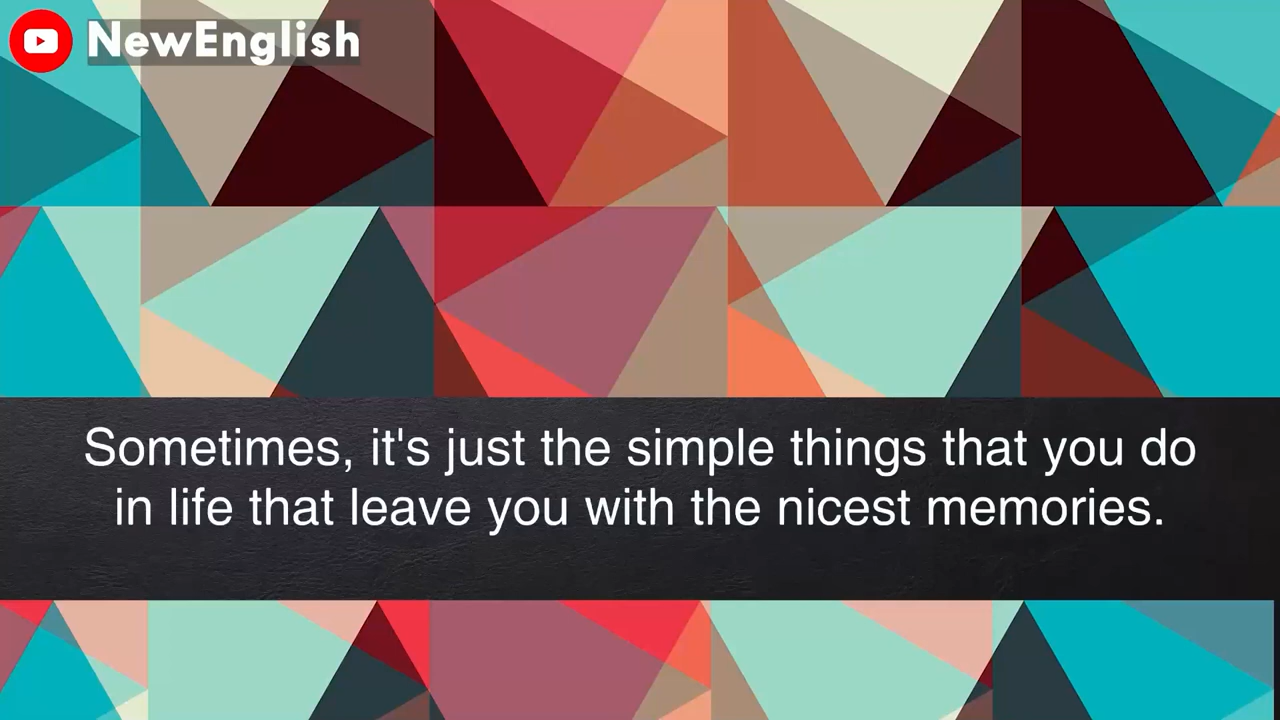 NewEnglish
Sometimes, it's just the simple things that you do
in life that leave you with the nicest memories.